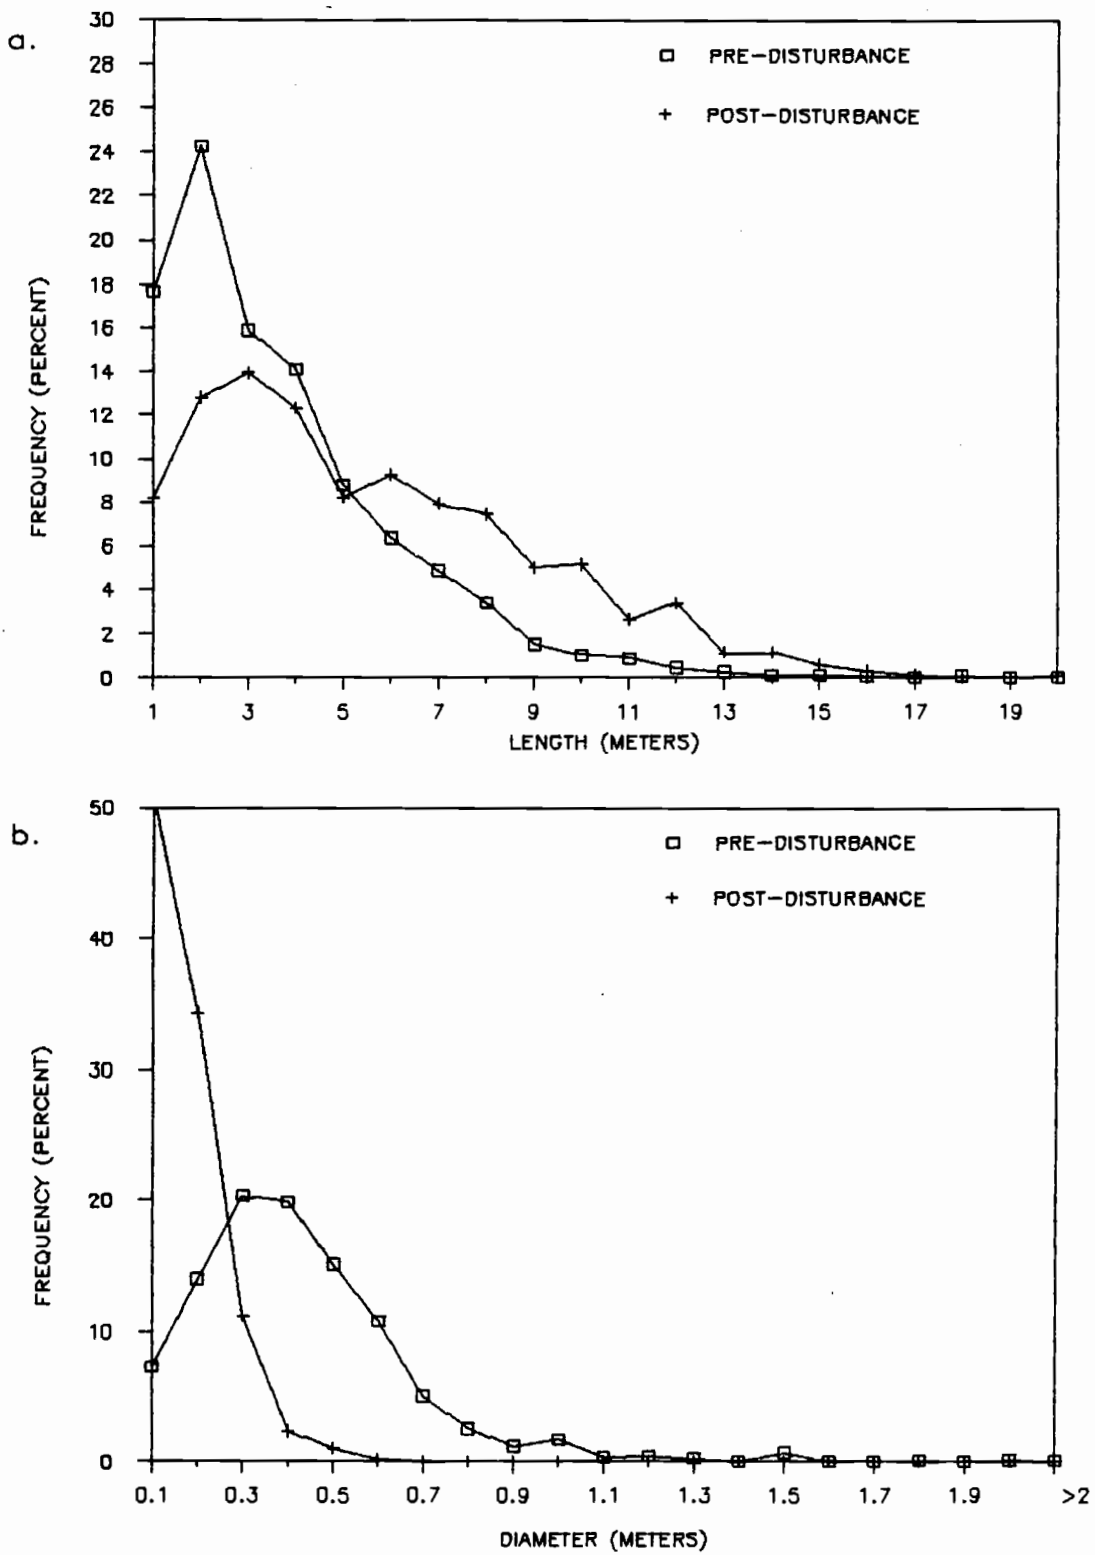 a.
30
28
26
24
22
20
18
16
14
12
10
8
6
4
2
0
FREQUENCY (PERCENT)
PRE-DISTURBANCE
POST-DISTURBANCE
1 3 5 7 9 11 13 15 17 19
LENGTH (METERS)
b.
50
40
30
20
10
0
FREQUENCY (PERCENT)
PRE-DISTURBANCE
POST-DISTURBANCE
0.1 0.3 0.5 0.7 0.9 1.1 1.3 1.5 1.7 1.9 >2
DIAMETER (METERS)